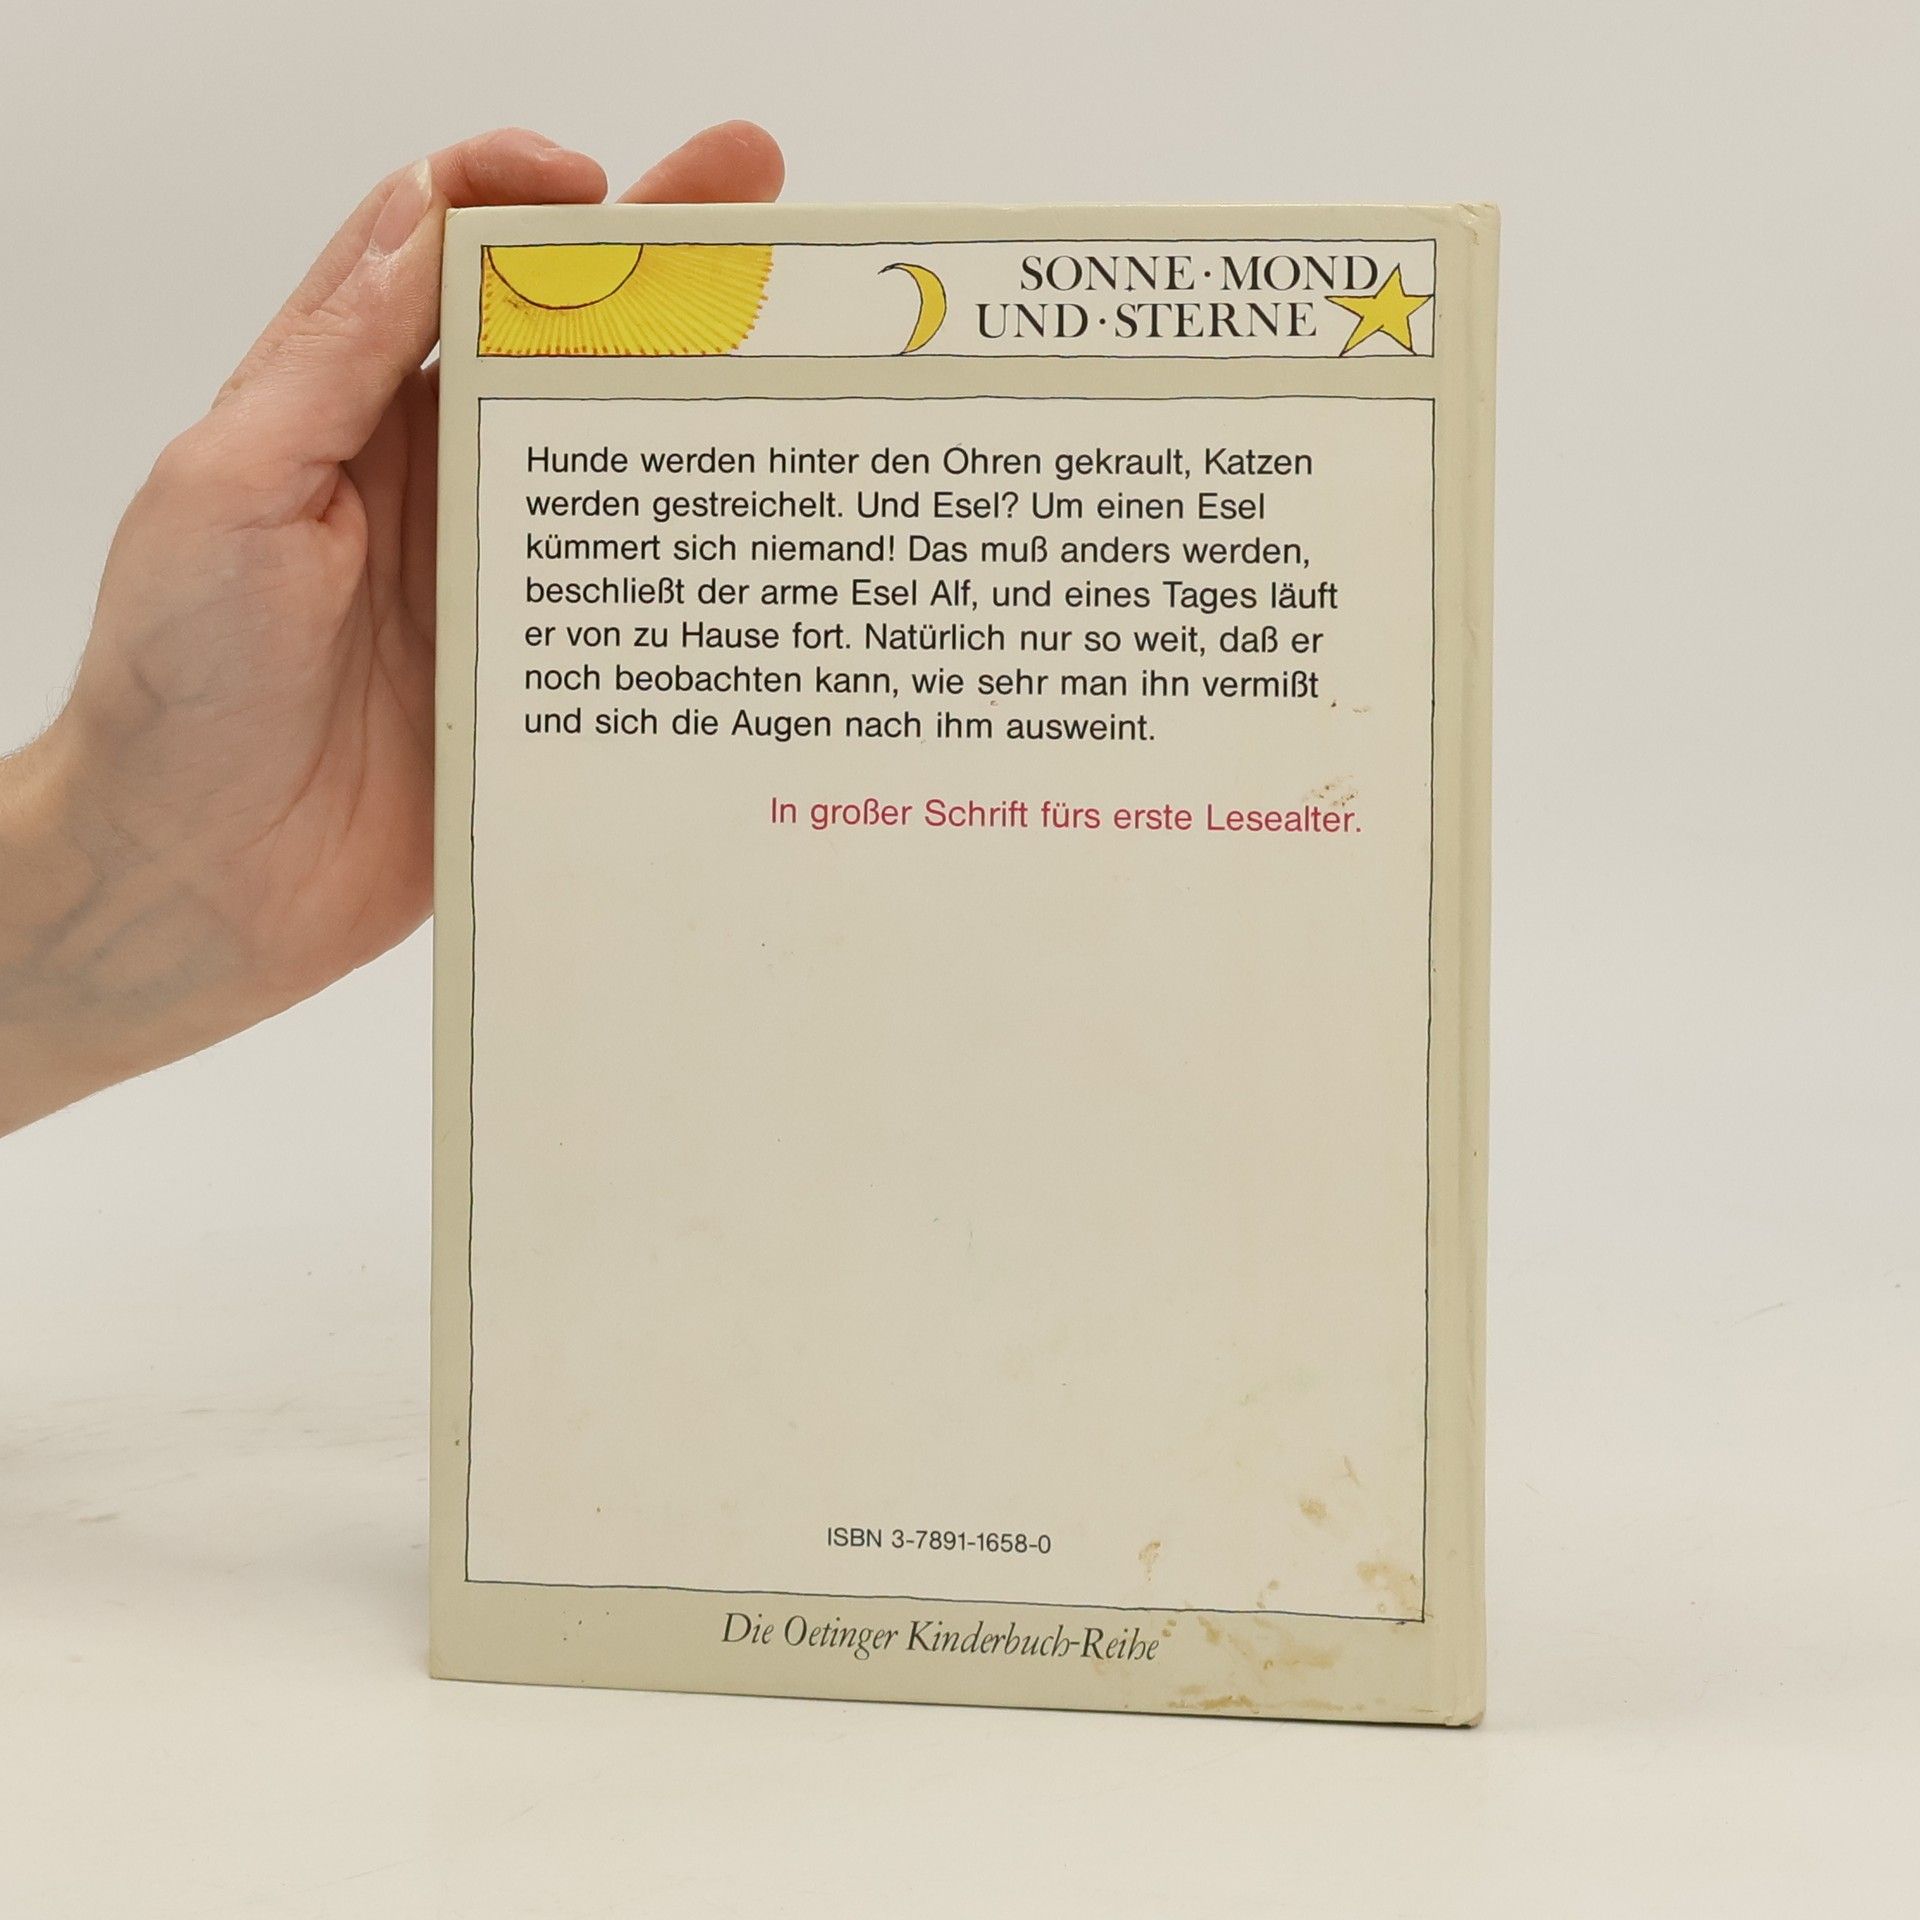 SONNE · MOND
UND · STERNE
Hunde werden hinter den Ohren gekrault, Katzen
werden gestreichelt. Und Esel? Um einen Esel
kümmert sich niemand! Das muß anders werden,
beschließt der arme Esel Alf, und eines Tages läuft
er von zu Hause fort. Natürlich nur so weit, daß er
noch beobachten kann, wie sehr man ihn vermißt
und sich die Augen nach ihm ausweint.
In großer Schrift fürs erste Lesealter.
ISBN 3-7891-1658-0
Die Oetinger Kinderbuch-Reihe